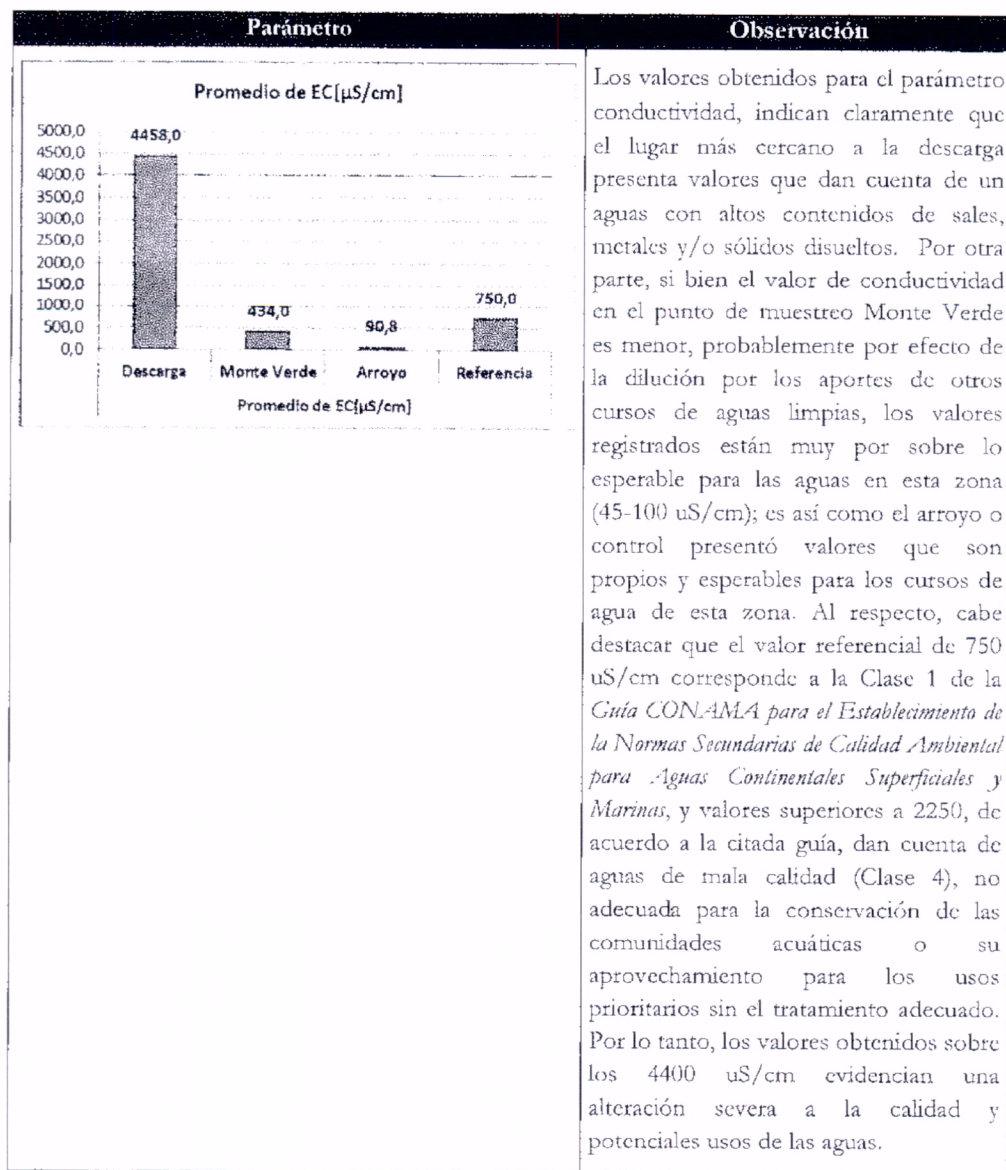 Parámetro
Observación
Promedio de EC[µS/cm]
5000,0
4500,0
4000,0
3500,0
3000,0
2500,0
2000,0
1500,0
1000,0
500,0
0,0
4458,0
434,0
90,8
750,0
Descarga Monte Verde Arroyo Referencia
Promedio de EC[µS/cm]
Los valores obtenidos para el parámetro
conductividad, indican claramente que
el lugar más cercano a la descarga
presenta valores que dan cuenta de un
aguas con altos contenidos de sales,
metales y/o sólidos disueltos. Por otra
parte, si bien el valor de conductividad
en el punto de muestreo Monte Verde
es menor, probablemente por efecto de
la dilución por los aportes de otros
cursos de aguas limpias, los valores
registrados están muy por sobre lo
esperable para las aguas en esta zona
(45-100 uS/cm); es así como el arroyo o
control presentó valores que son
propios y esperables para los cursos de
agua de esta zona. Al respecto, cabe
destacar que el valor referencial de 750
uS/cm corresponde a la Clase 1 de la
Guía CONAMA para el Establecimiento de
la Normas Secundarias de Calidad Ambiental
para Aguas Continentales Superficiales y
Marinas, y valores superiores a 2250, de
acuerdo a la citada guía, dan cuenta de
aguas de mala calidad (Clase 4), no
adecuada para la conservación de las
comunidades acuáticas o su
aprovechamiento para los usos
prioritarios sin el tratamiento adecuado.
Por lo tanto, los valores obtenidos sobre
los 4400 uS/cm evidencian una
alteración severa a la calidad y
potenciales usos de las aguas.